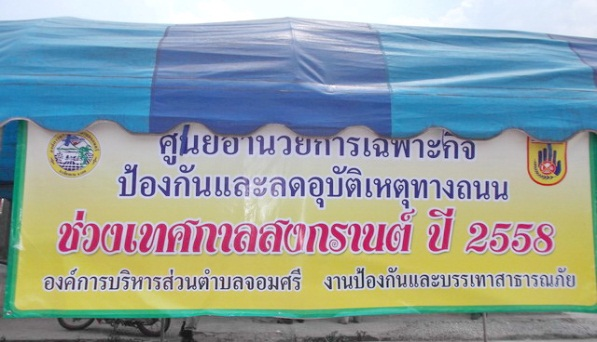 ศูนย์อำนวยการเฉพาะกิจ
ป้องกันและลดอุบัติเหตุทางถนน
ช่วงเทศกาลสงกรานต์ ปี 2558
องค์การบริหารส่วนตำบลจอมศรี งานป้องกันและบรรเทาสาธารณภัย